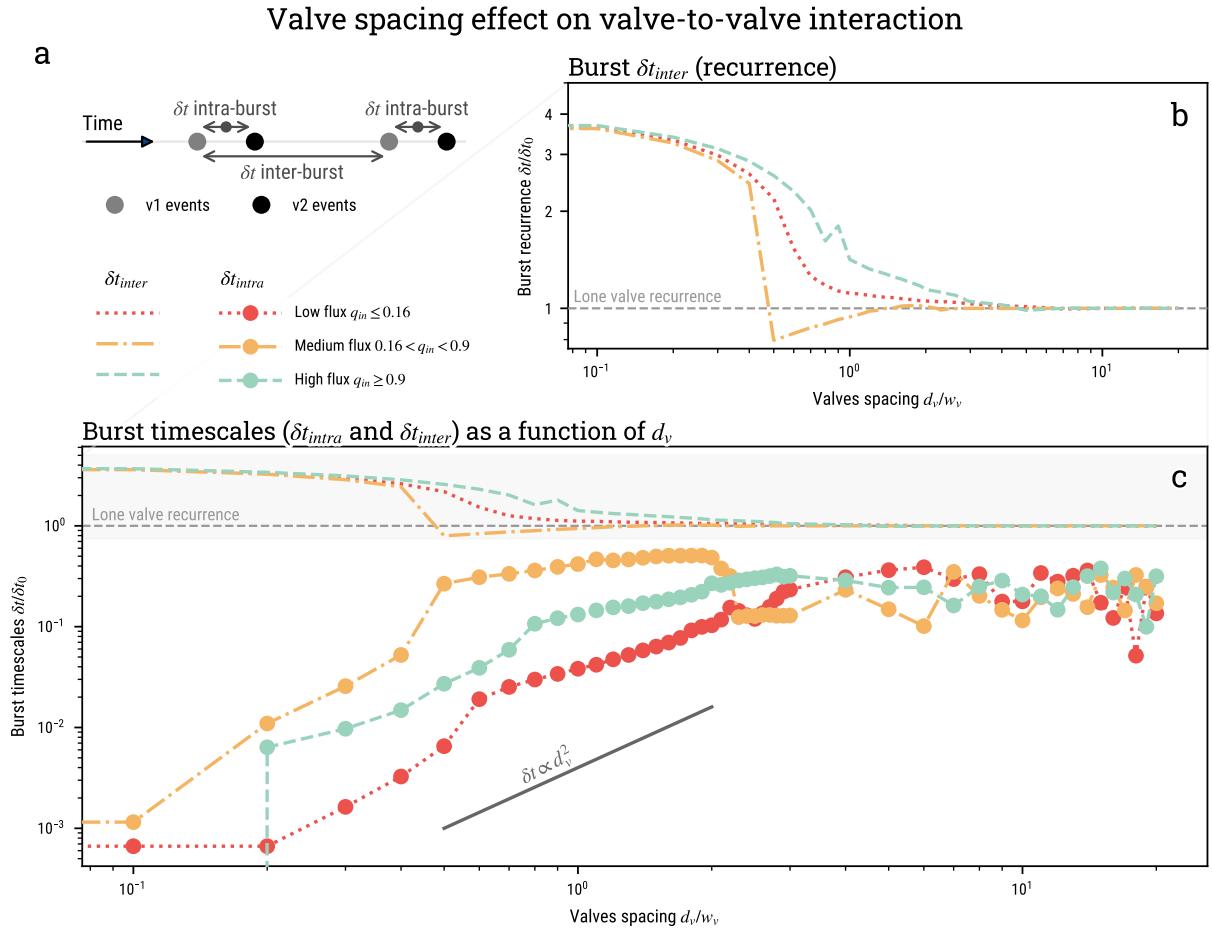 Valve spacing effect on valve-to-valve interaction
a
Time
δt intra-burst
δt intra-burst
δt inter-burst
v1 events
v2 events
δt_inter
δt_intra
Low flux q_in ≤ 0.16
Medium flux 0.16 < q_in < 0.9
High flux q_in ≥ 0.9
Burst δt_inter (recurrence)
b
Burst recurrence δt/δt_0
4
3
2
1
Lone valve recurrence
10^−1
10^0
10^1
Valves spacing d_v/w_v
Burst timescales (δt_intra and δt_inter) as a function of d_v
c
Burst timescales δt/δt_0
10^0
10^−1
10^−2
10^−3
Lone valve recurrence
δt ∝ d_v^2
10^−1
10^0
10^1
Valves spacing d_v/w_v